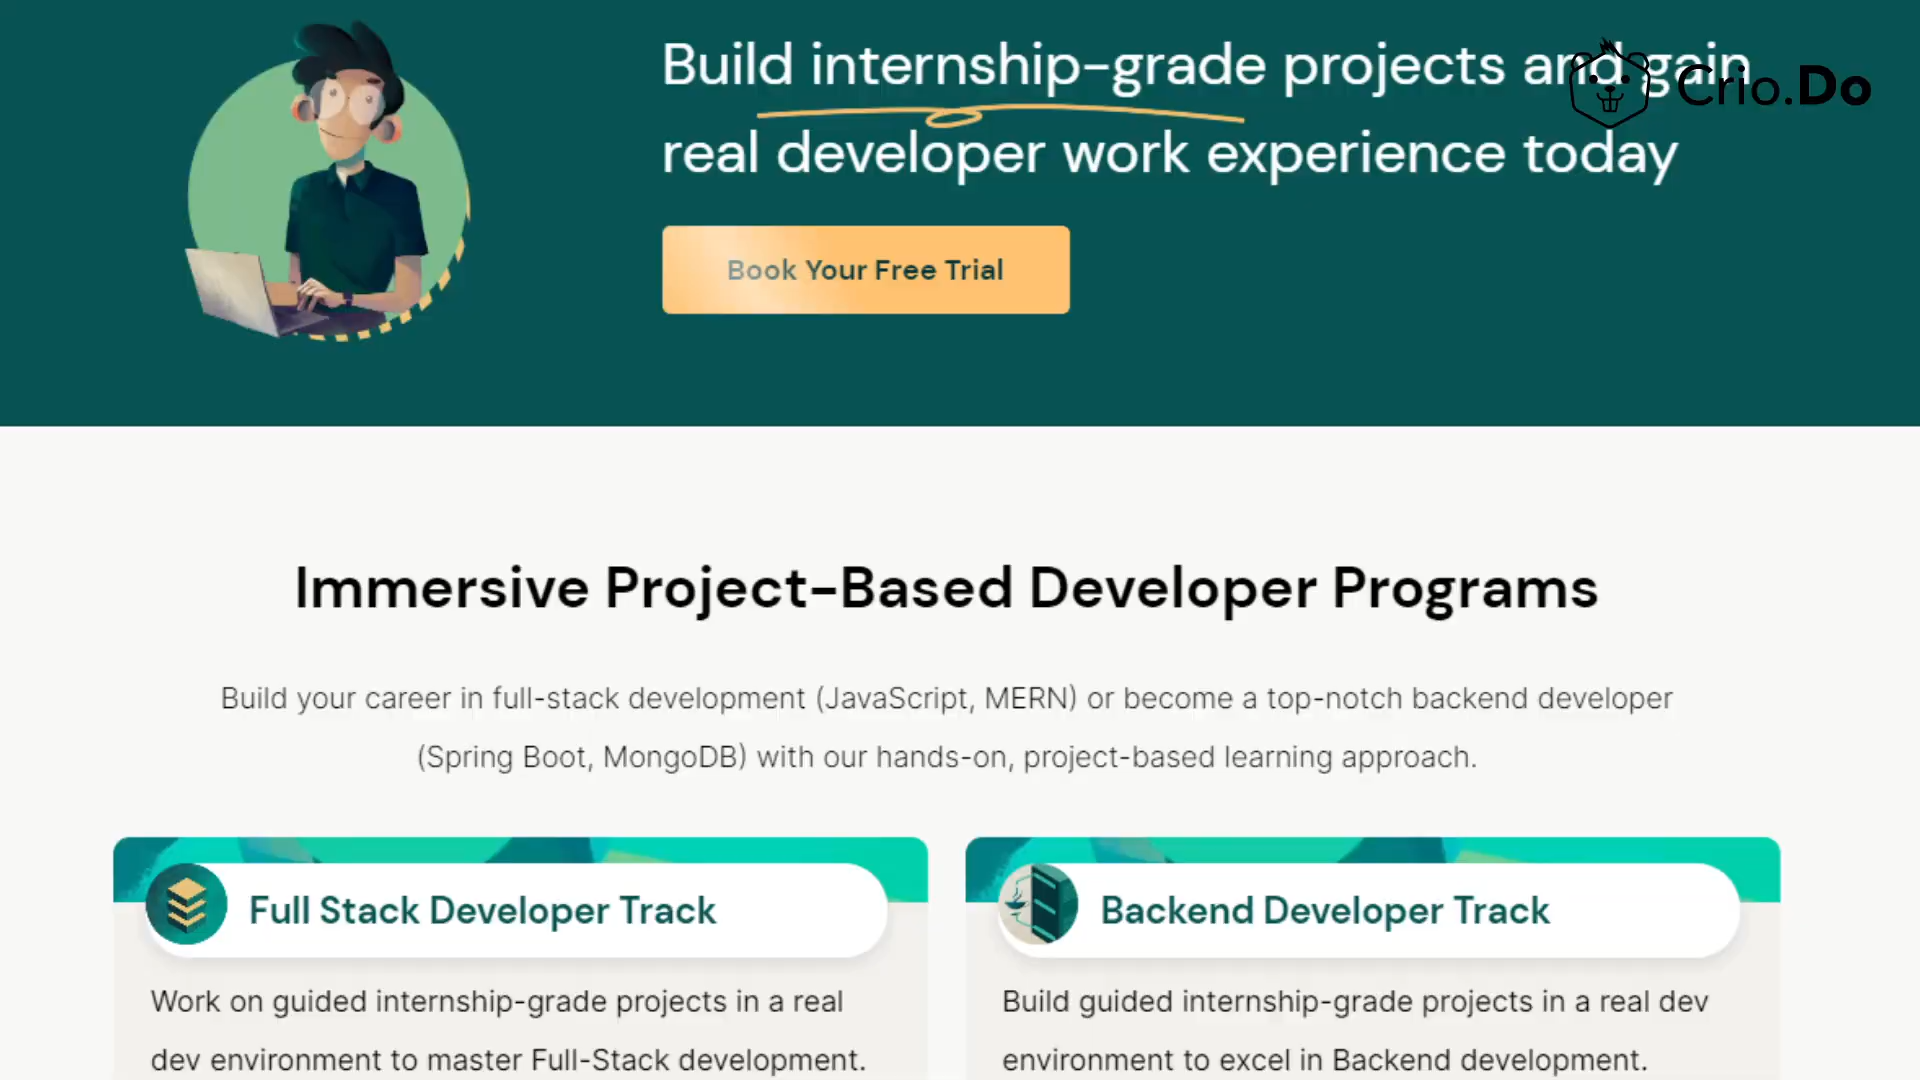 Build internship-grade projects and gain
Crio.Do
real developer work experience today
Book Your Free Trial
Immersive Project-Based Developer Programs
Build your career in full-stack development (JavaScript, MERN) or become a top-notch backend developer
(Spring Boot, MongoDB) with our hands-on, project-based learning approach.
Full Stack Developer Track
Work on guided internship-grade projects in a real
dev environment to master Full-Stack development.
Backend Developer Track
Build guided internship-grade projects in a real dev
environment to excel in Backend development.